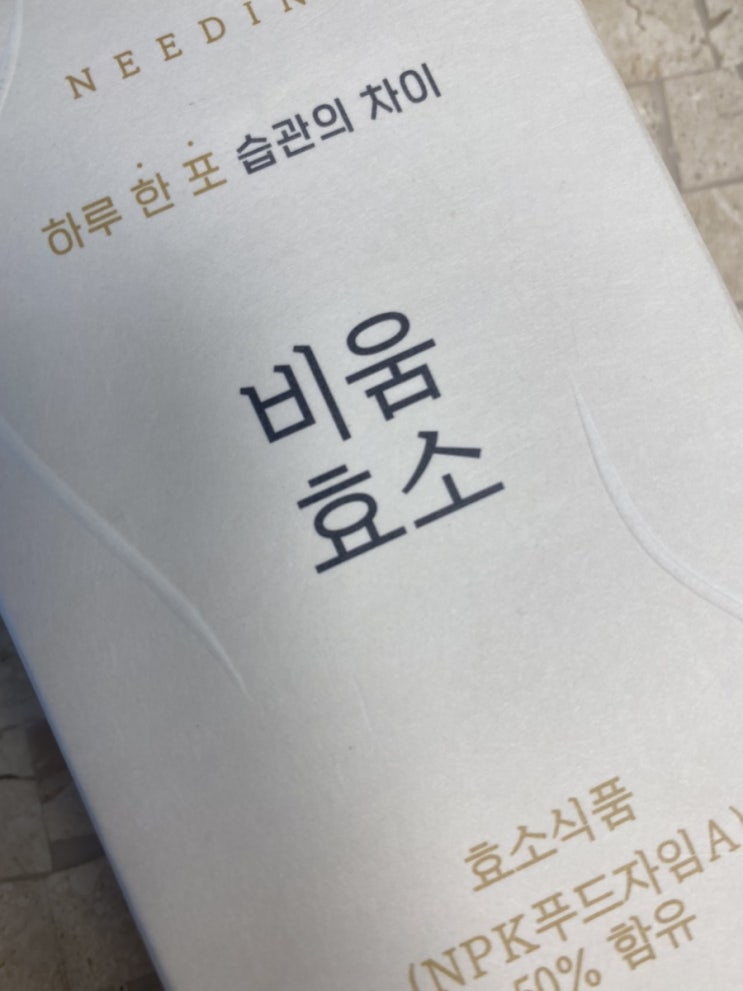 NEEDIN
하루 한 포 습관의 차이
비움
효소
효소식품
(NPK푸드자임A)
50% 함유